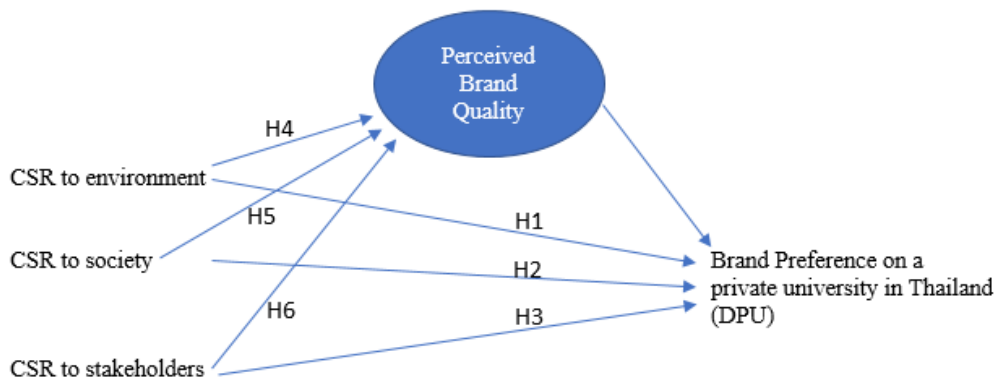 Perceived
Brand
Quality
H4
CSR to environment
H5
H1
CSR to society
H2
Brand Preference on a
private university in Thailand
(DPU)
H6
H3
CSR to stakeholders